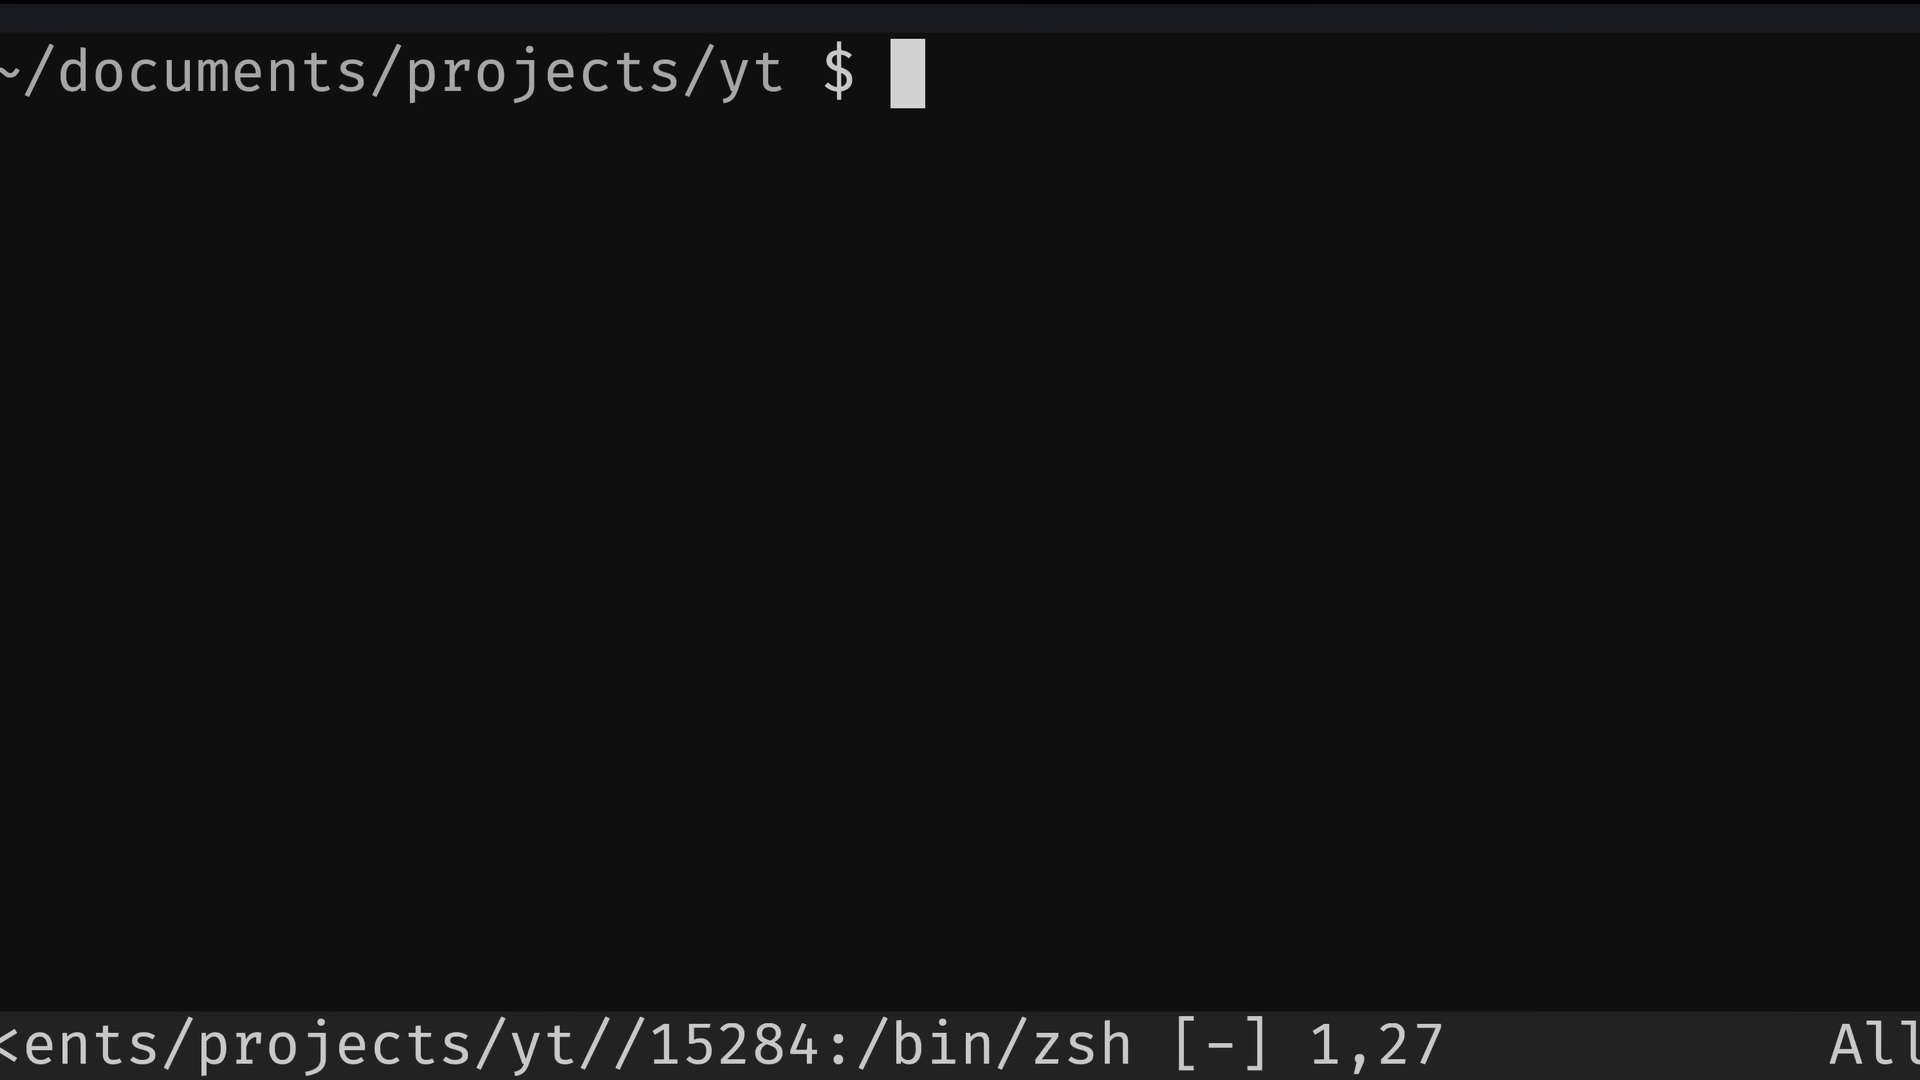 ~/documents/projects/yt $
<ents/projects/yt//15284:/bin/zsh [-] 1,27 All